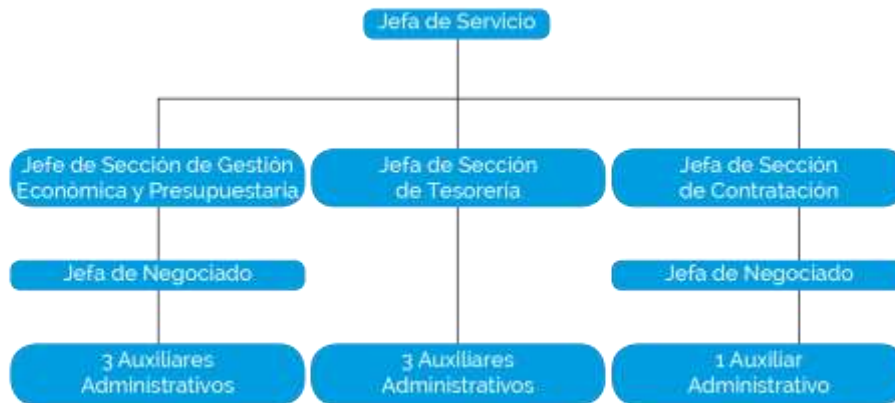 Jefa de Servicio
Jefe de Sección de Gestión
Económica y Presupuestaria
Jefa de Sección
de Tesorería
Jefa de Sección
de Contratación
Jefa de Negociado
Jefa de Negociado
3 Auxiliares
Administrativos
3 Auxiliares
Administrativos
1 Auxiliar
Administrativo